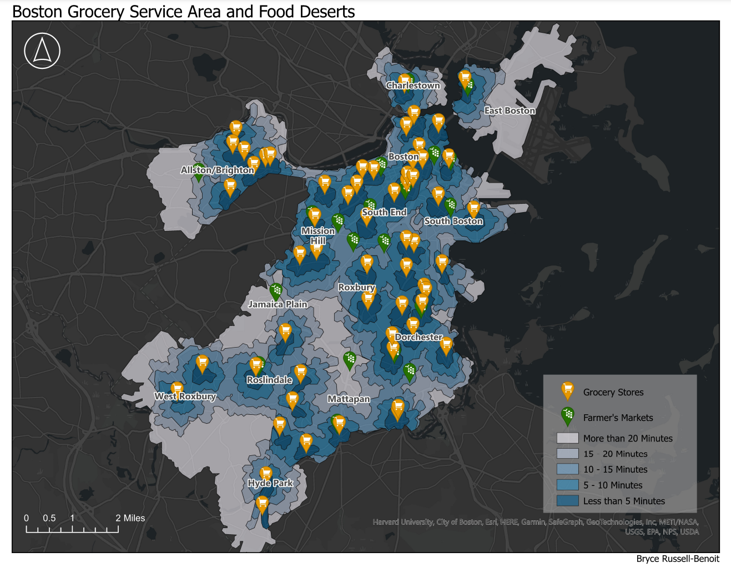 Boston Grocery Service Area and Food Deserts
Charlestown
East Boston
Boston
Allston/Brighton
South End
South Boston
Mission
Hill
Roxbury
Jamaica Plain
Dorchester
Roslindale
West Roxbury
Mattapan
Hyde Park
Grocery Stores
Farmer's Markets
More than 20 Minutes
15 - 20 Minutes
10 - 15 Minutes
5 - 10 Minutes
Less than 5 Minutes
0 0.5 1 2 Miles
Harvard University, City of Boston, Esri, HERE, Garmin, SafeGraph, GeoTechnologies, Inc, METI/NASA,
USGS, EPA, NPS, USDA
Bryce Russell-Benoit